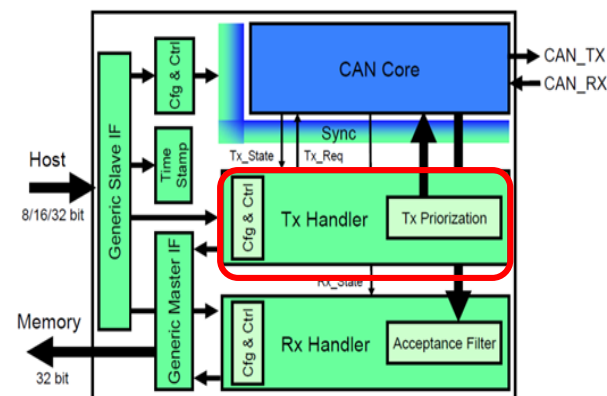 CAN Core
CAN_TX
CAN_RX
Cfg & Ctrl
Sync
Generic Slave IF
Host
8/16/32 bit
Time
Stamp
Tx_State
Tx_Req
Cfg & Ctrl
Tx Handler
Tx Priorization
Rx_State
Generic Master IF
Memory
32 bit
Cfg & Ctrl
Rx Handler
Acceptance Filter